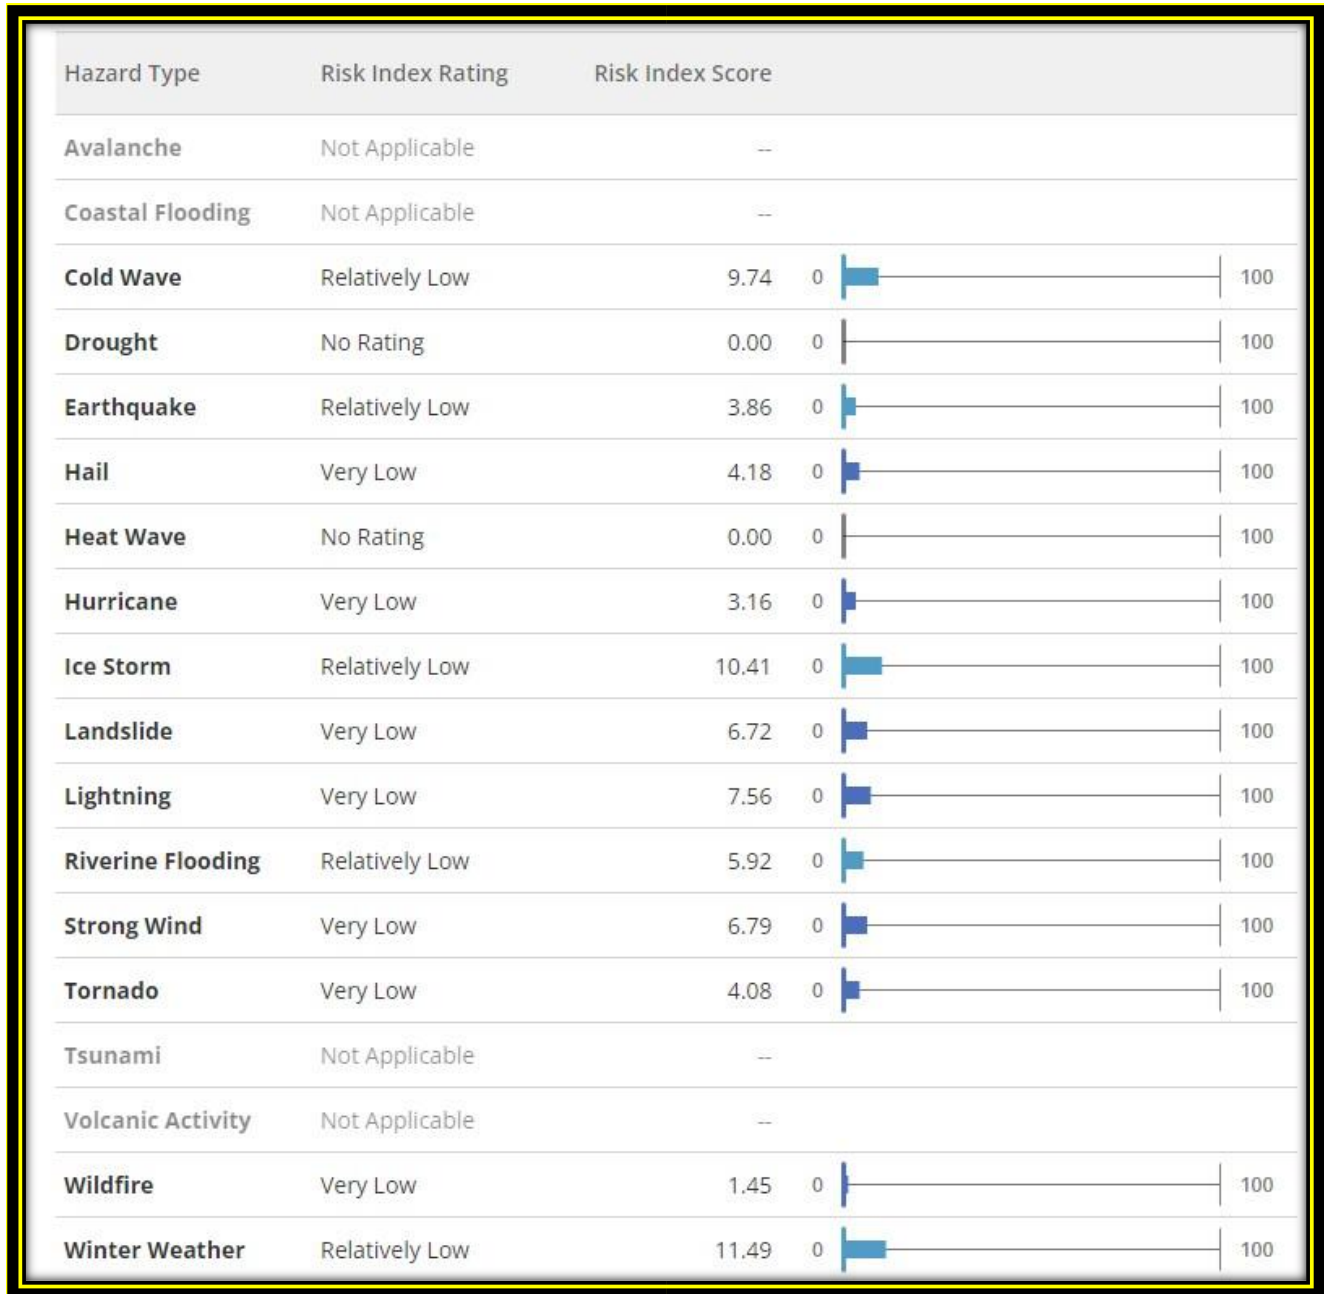 Hazard Type Risk Index Rating Risk Index Score
Avalanche Not Applicable --
Coastal Flooding Not Applicable --
Cold Wave Relatively Low 9.74 0 100
Drought No Rating 0.00 0 100
Earthquake Relatively Low 3.86 0 100
Hail Very Low 4.18 0 100
Heat Wave No Rating 0.00 0 100
Hurricane Very Low 3.16 0 100
Ice Storm Relatively Low 10.41 0 100
Landslide Very Low 6.72 0 100
Lightning Very Low 7.56 0 100
Riverine Flooding Relatively Low 5.92 0 100
Strong Wind Very Low 6.79 0 100
Tornado Very Low 4.08 0 100
Tsunami Not Applicable --
Volcanic Activity Not Applicable --
Wildfire Very Low 1.45 0 100
Winter Weather Relatively Low 11.49 0 100